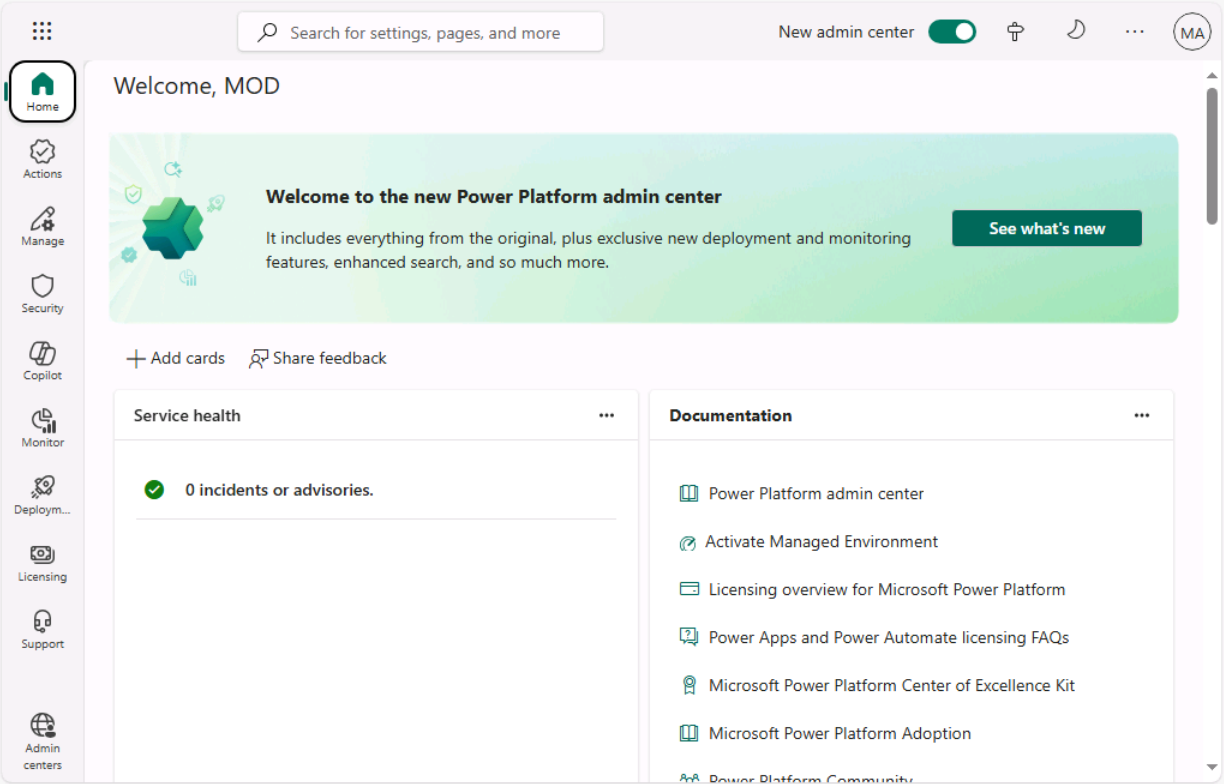 Search for settings, pages, and more
New admin center
MA
Home
Actions
Manage
Security
Copilot
Monitor
Deploym...
Licensing
Support
Admin
centers
Welcome, MOD
Welcome to the new Power Platform admin center
It includes everything from the original, plus exclusive new deployment and monitoring
features, enhanced search, and so much more.
See what's new
Add cards
Share feedback
Service health
0 incidents or advisories.
Documentation
Power Platform admin center
Activate Managed Environment
Licensing overview for Microsoft Power Platform
Power Apps and Power Automate licensing FAQs
Microsoft Power Platform Center of Excellence Kit
Microsoft Power Platform Adoption
Power Platform Community